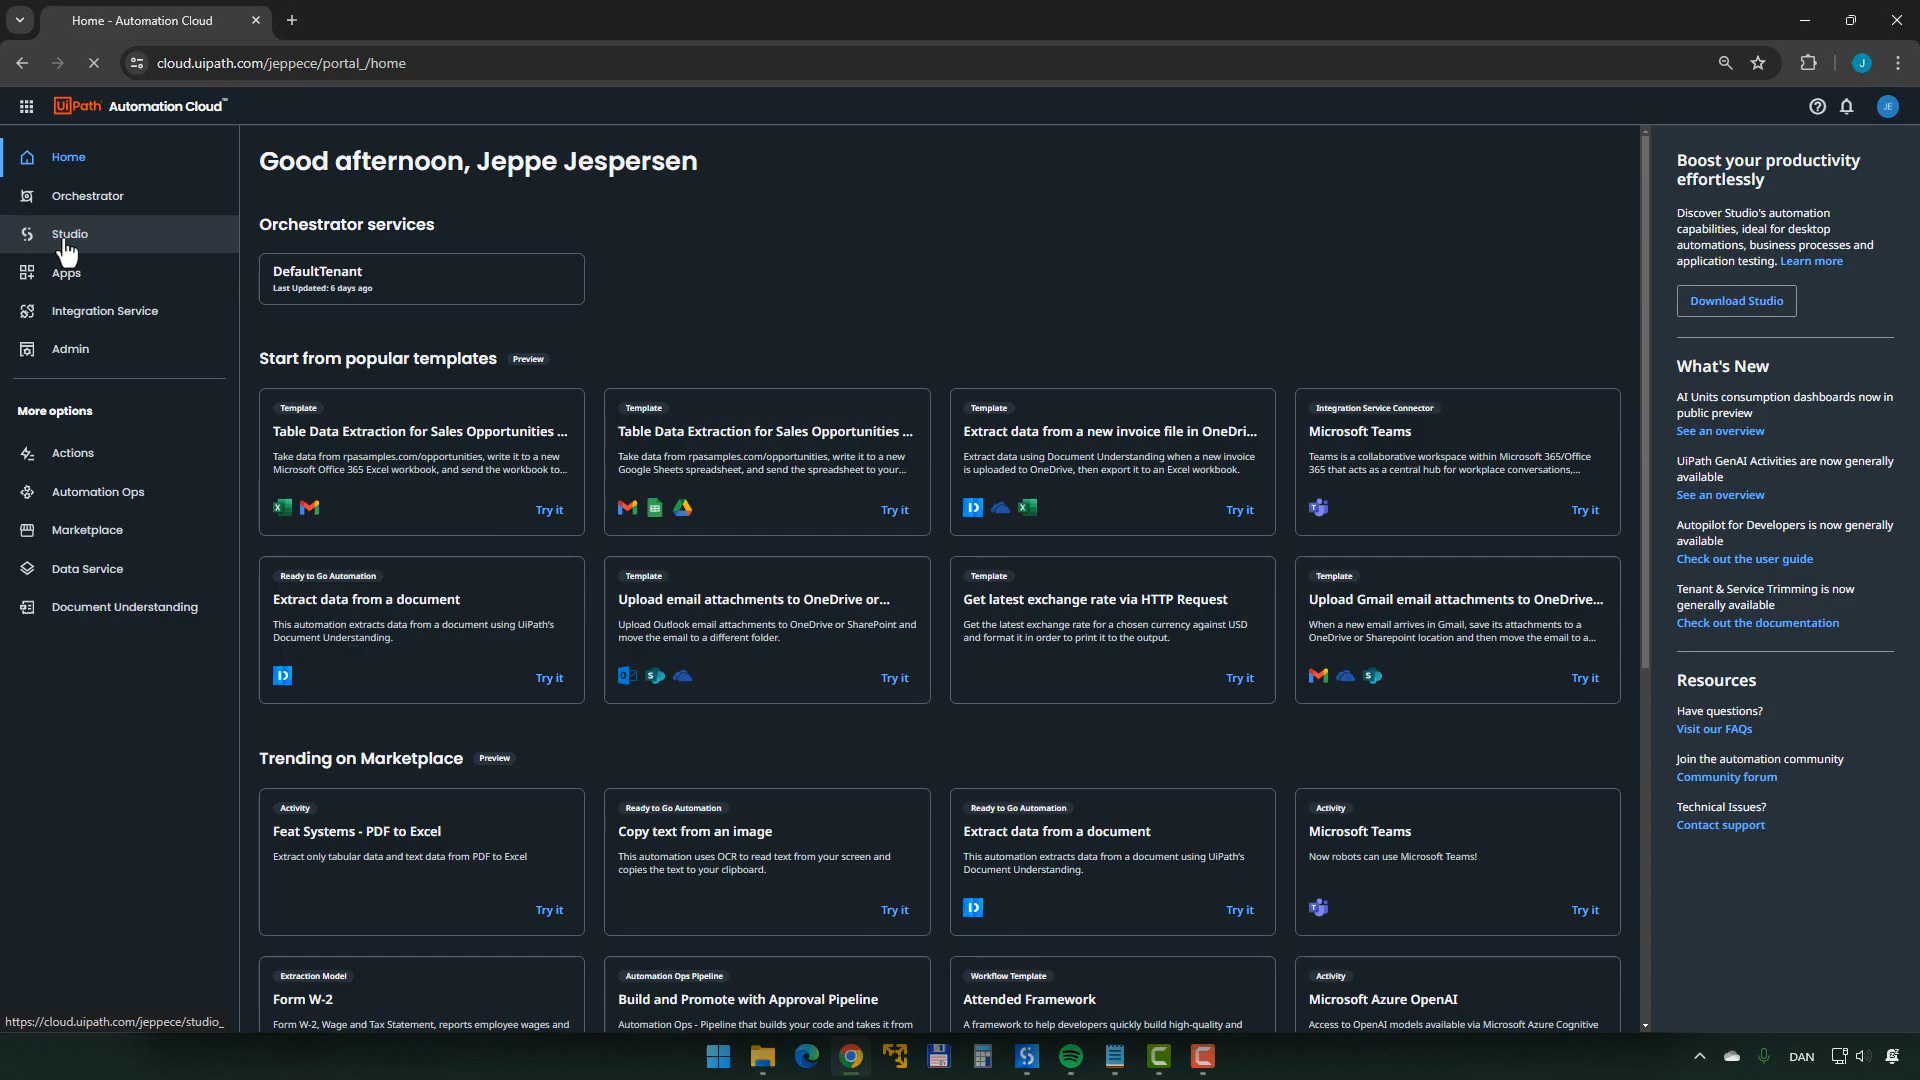 Home - Automation Cloud
cloud.uipath.com/jeppece/portal_/home
J
UiPath Automation Cloud™
JE
Home
Orchestrator
Studio
Apps
Integration Service
Admin
More options
Actions
Automation Ops
Marketplace
Data Service
Document Understanding
https://cloud.uipath.com/jeppece/studio_
Good afternoon, Jeppe Jespersen
Orchestrator services
DefaultTenant
Last Updated: 6 days ago
Start from popular templates Preview
Template
Table Data Extraction for Sales Opportunities ...
Take data from rpasamples.com/opportunities, write it to a new
Microsoft Office 365 Excel workbook, and send the workbook to...
Try it
Template
Table Data Extraction for Sales Opportunities ...
Take data from rpasamples.com/opportunities, write it to a new
Google Sheets spreadsheet, and send the spreadsheet to your...
Try it
Template
Extract data from a new invoice file in OneDri...
Extract data using Document Understanding when a new invoice
is uploaded to OneDrive, then export it to an Excel workbook.
Try it
Integration Service Connector
Microsoft Teams
Teams is a collaborative workspace within Microsoft 365/Office
365 that acts as a central hub for workplace conversations,...
Try it
Ready to Go Automation
Extract data from a document
This automation extracts data from a document using UiPath's
Document Understanding.
Try it
Template
Upload email attachments to OneDrive or...
Upload Outlook email attachments to OneDrive or SharePoint and
move the email to a different folder.
Try it
Template
Get latest exchange rate via HTTP Request
Get the latest exchange rate for a chosen currency against USD
and format it in order to print it to the output.
Try it
Template
Upload Gmail email attachments to OneDrive...
When a new email arrives in Gmail, save its attachments to a
OneDrive or Sharepoint location and then move the email to a...
Try it
Trending on Marketplace Preview
Activity
Feat Systems - PDF to Excel
Extract only tabular data and text data from PDF to Excel
Try it
Ready to Go Automation
Copy text from an image
This automation uses OCR to read text from your screen and
copies the text to your clipboard.
Try it
Ready to Go Automation
Extract data from a document
This automation extracts data from a document using UiPath's
Document Understanding.
Try it
Activity
Microsoft Teams
Now robots can use Microsoft Teams!
Try it
Extraction Model
Form W-2
Form W-2, Wage and Tax Statement, reports employee wages and
Automation Ops Pipeline
Build and Promote with Approval Pipeline
Automation Ops - Pipeline that builds your code and takes it from
Workflow Template
Attended Framework
A framework to help developers quickly build high-quality and
Activity
Microsoft Azure OpenAI
Access to OpenAI models available via Microsoft Azure Cognitive
Boost your productivity
effortlessly
Discover Studio's automation
capabilities, ideal for desktop
automations, business processes and
application testing. Learn more
Download Studio
What's New
AI Units consumption dashboards now in
public preview
See an overview
UiPath GenAI Activities are now generally
available
See an overview
Autopilot for Developers is now generally
available
Check out the user guide
Tenant & Service Trimming is now
generally available
Check out the documentation
Resources
Have questions?
Visit our FAQs
Join the automation community
Community forum
Technical Issues?
Contact support
DAN